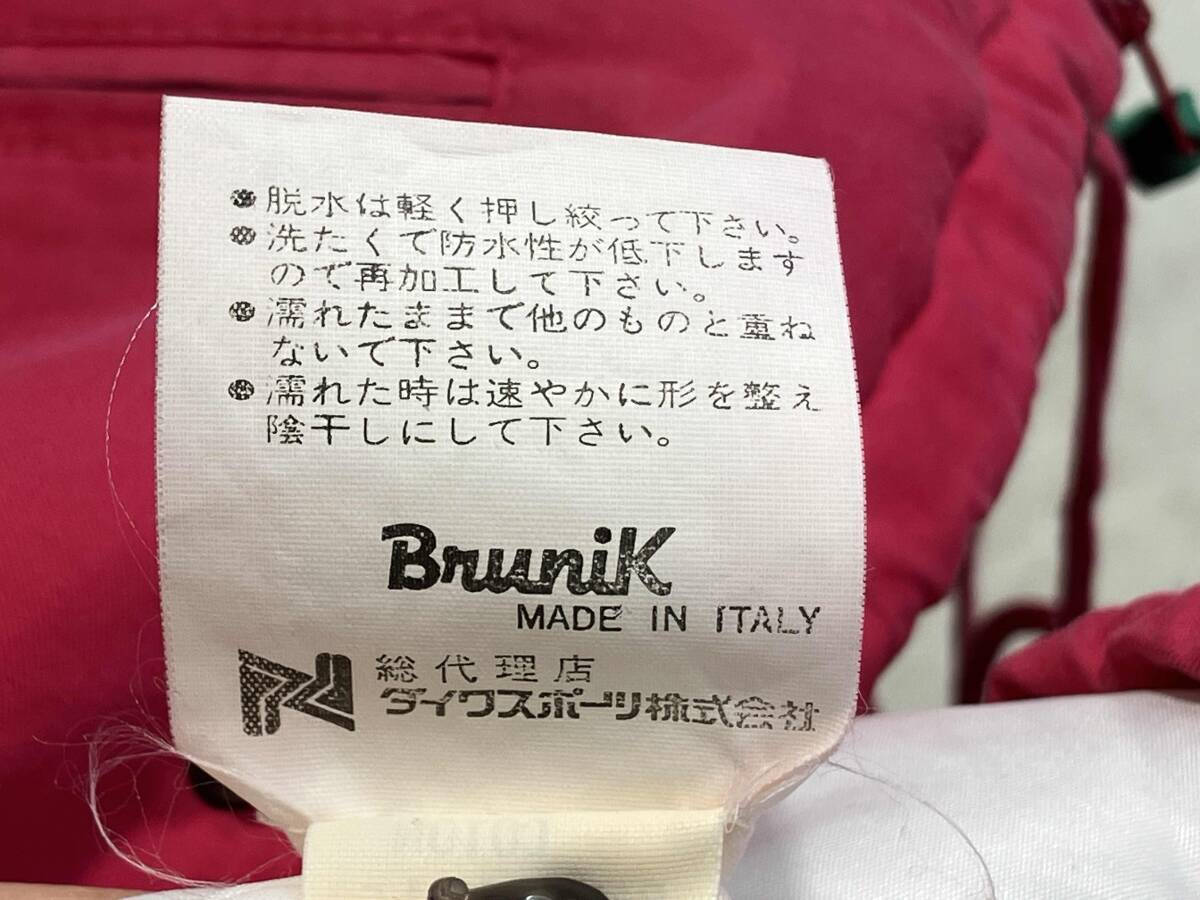 ●脱水は軽く押し絞って下さい。
●洗たくで防水性が低下します
ので再加工して下さい。
●濡れたままで他のものと重ね
ないで下さい。
●濡れた時は速やかに形を整え
陰干しにして下さい。
BruniK
MADE IN ITALY
総代理店
ダイワスポーツ株式会社